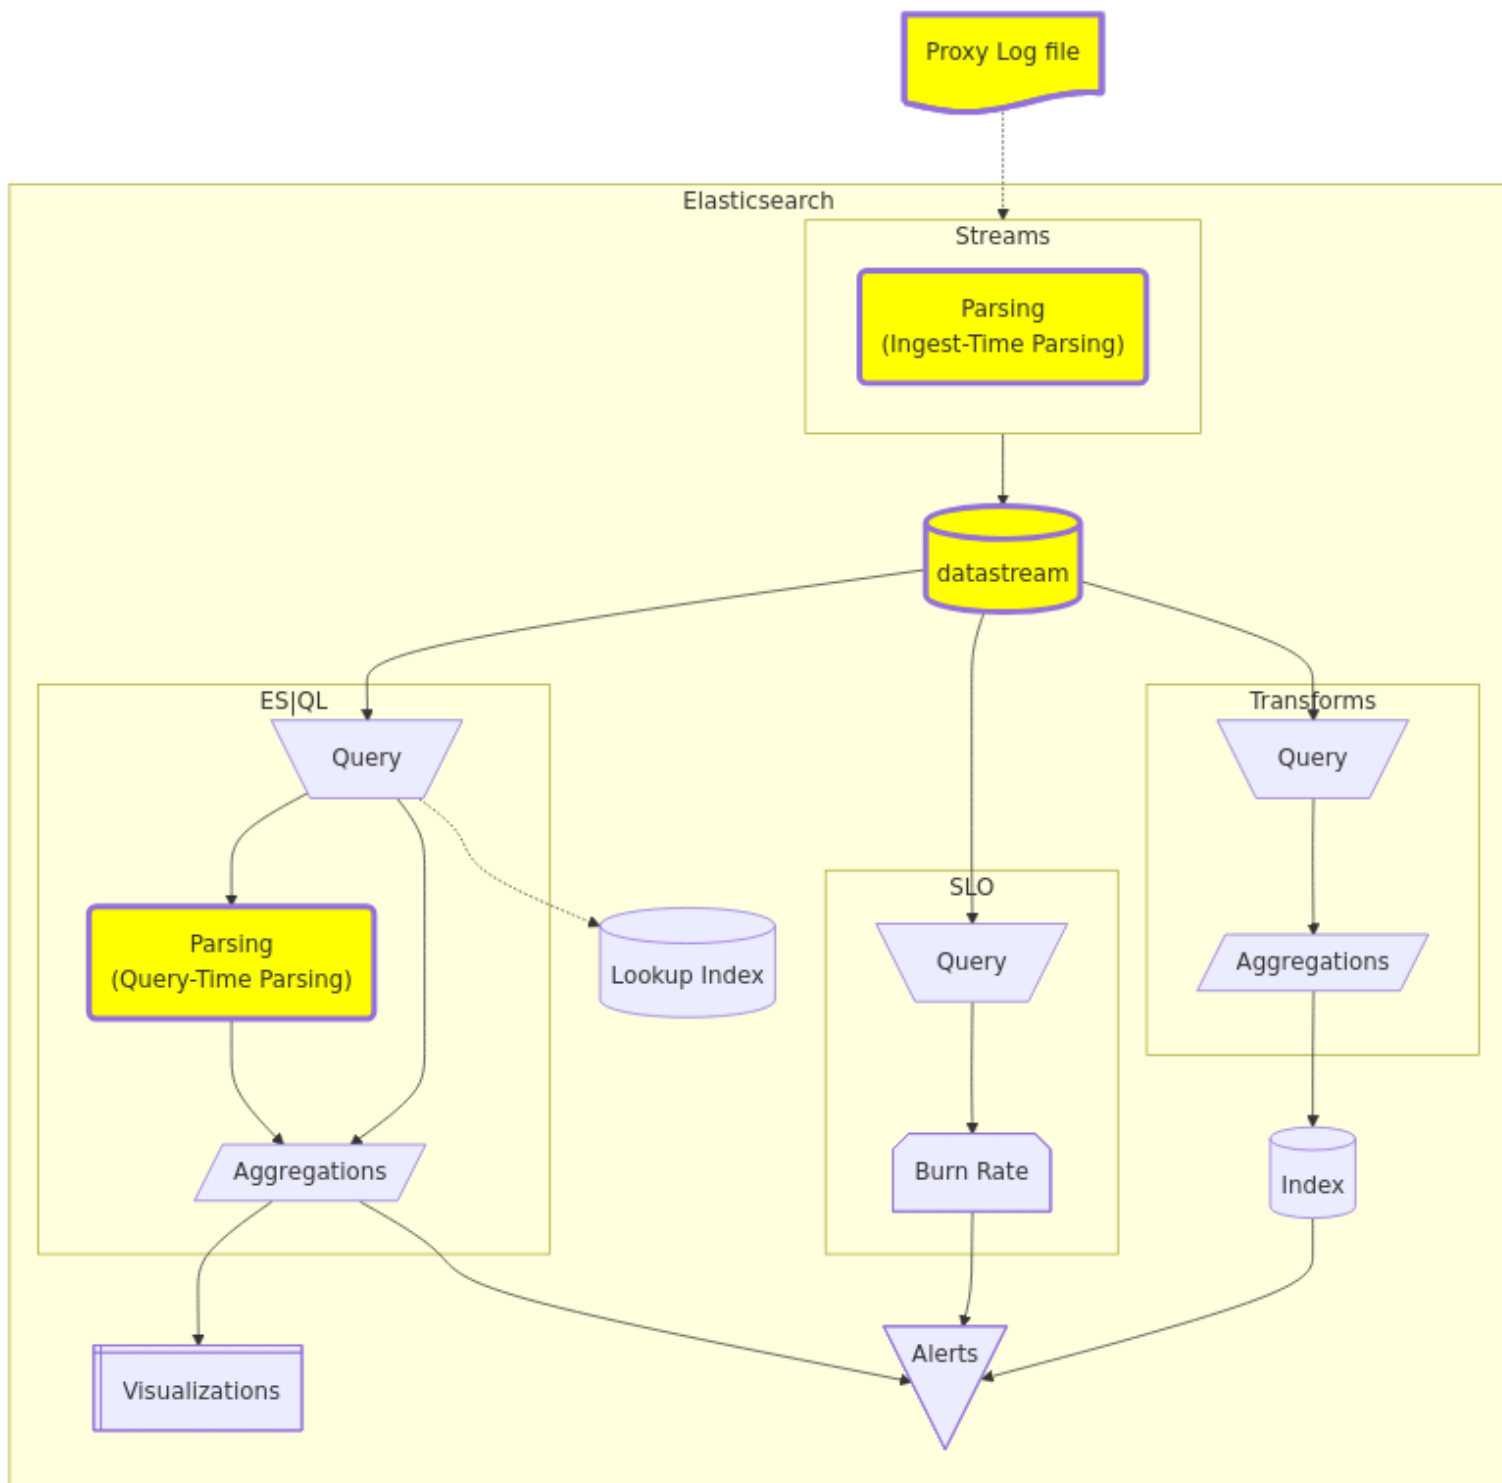 Proxy Log file
Elasticsearch
Streams
Parsing
(Ingest-Time Parsing)
datastream
ES|QL
Transforms
Query
Query
SLO
Parsing
(Query-Time Parsing)
Lookup Index
Query
Aggregations
Aggregations
Burn Rate
Index
Alerts
Visualizations